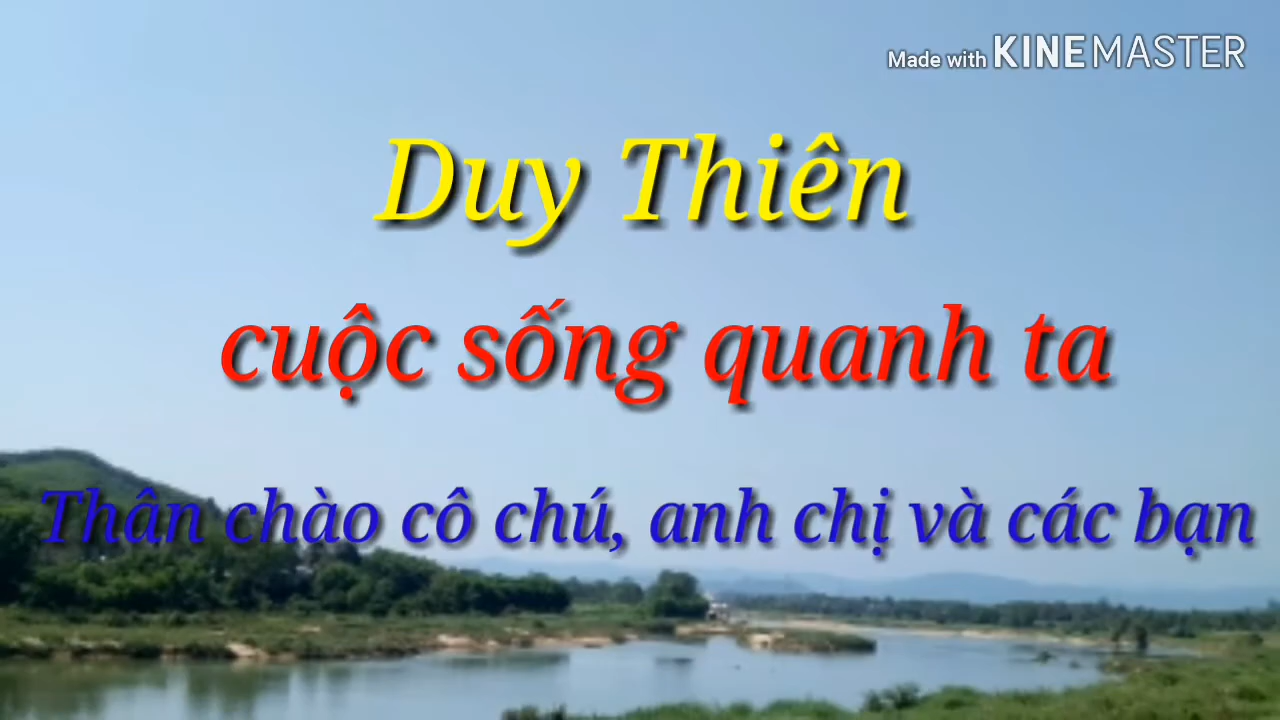 Made with KINEMASTER
Duy Thiên
cuộc sống quanh ta
Thân chào cô chú, anh chị và các bạn